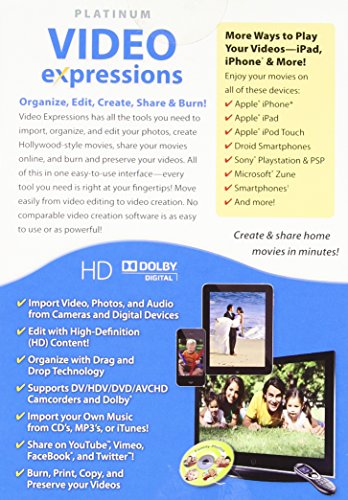 PLATINUM
VIDEO
expressions
Organize, Edit, Create, Share & Burn!
Video Expressions has all the tools you need to
import, organize, and edit your photos, create
Hollywood-style movies, share your movies
online, and burn and preserve your videos. All
of this in one easy-to-use interface—every
tool you need is right at your fingertips! Move
easily from video editing to video creation. No
comparable video creation software is as easy
to use or as powerful!
More Ways to Play
Your Videos—iPad,
iPhone* & More!
Enjoy your movies on
all of these devices:
✓ Apple® iPhone®
✓ Apple® iPad
✓ Apple® iPod Touch
✓ Droid Smartphones
✓ Sony® Playstation & PSP
✓ Microsoft® Zune
✓ Smartphones¹
✓ And more!
Create & share home
movies in minutes!
HD DOLBY
DIGITAL
✓ Import Video, Photos, and Audio
from Cameras and Digital Devices
✓ Edit with High-Definition
(HD) Content!
✓ Organize with Drag and
Drop Technology
✓ Supports DV/HDV/DVD/AVCHD
Camcorders and Dolby®
✓ Import your Own Music
from CD's, MP3's, or iTunes!
✓ Share on YouTube™, Vimeo,
FaceBook®, and Twitter™!
✓ Burn, Print, Copy, and
Preserve your Videos